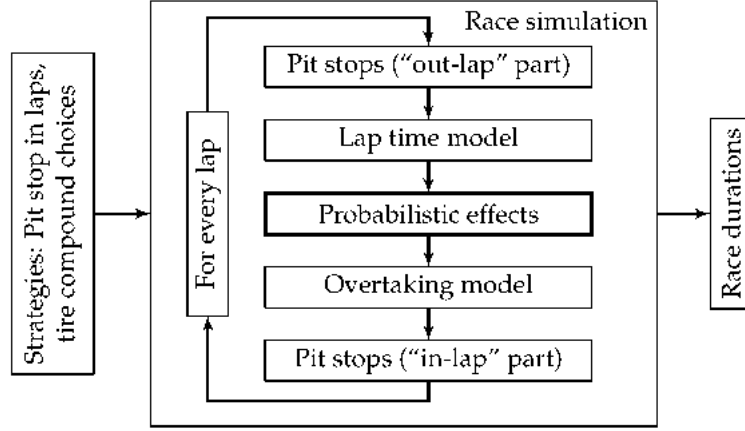 Strategies: Pit stop in laps,
tire compound choices
Race simulation
For every lap
Pit stops (“out-lap” part)
Lap time model
Probabilistic effects
Overtaking model
Pit stops (“in-lap” part)
Race durations